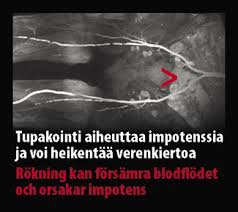 Tupakointi aiheuttaa impotenssia
ja voi heikentää verenkiertoa
Rökning kan försämra blodflödet
och orsakar impotens